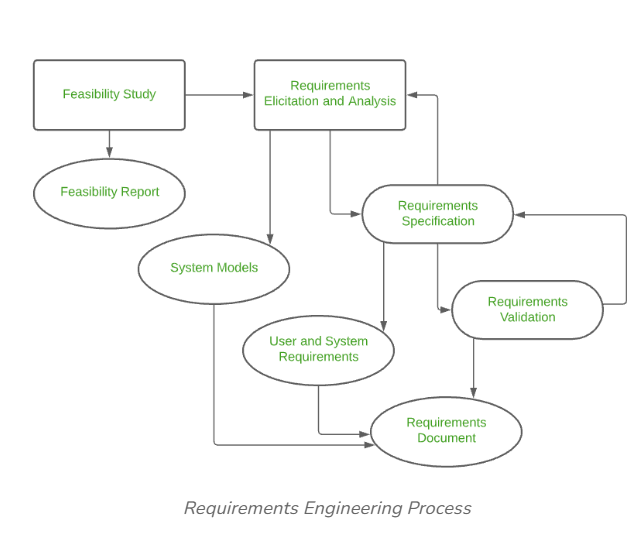 Feasibility Study
Requirements
Elicitation and Analysis
Feasibility Report
Requirements
Specification
System Models
Requirements
Validation
User and System
Requirements
Requirements
Document
Requirements Engineering Process